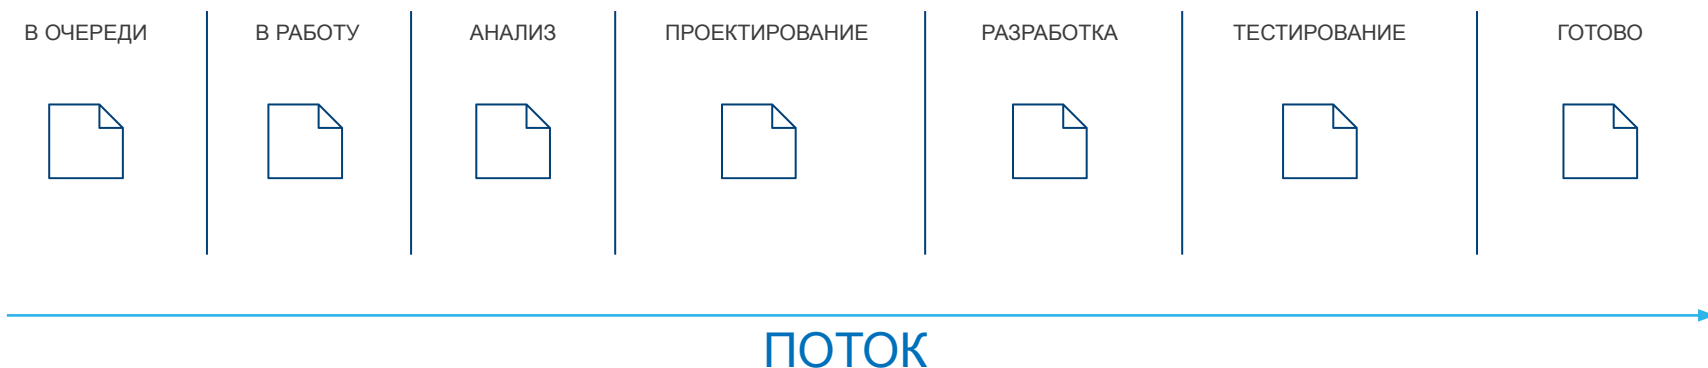 В ОЧЕРЕДИ
В РАБОТУ
АНАЛИЗ
ПРОЕКТИРОВАНИЕ
РАЗРАБОТКА
ТЕСТИРОВАНИЕ
ГОТОВО
ПОТОК